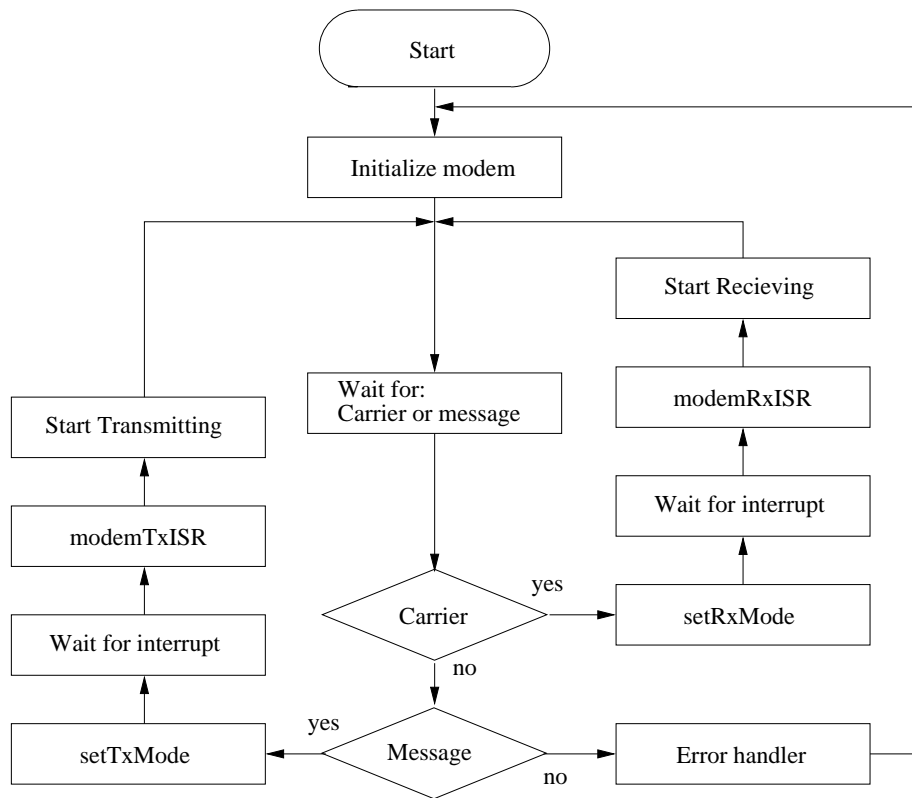 Start
Initialize modem
Start Recieving
Wait for:
Carrier or message
modemRxISR
Start Transmitting
Wait for interrupt
modemTxISR
yes
Carrier
setRxMode
Wait for interrupt
no
yes
setTxMode
Message
no
Error handler